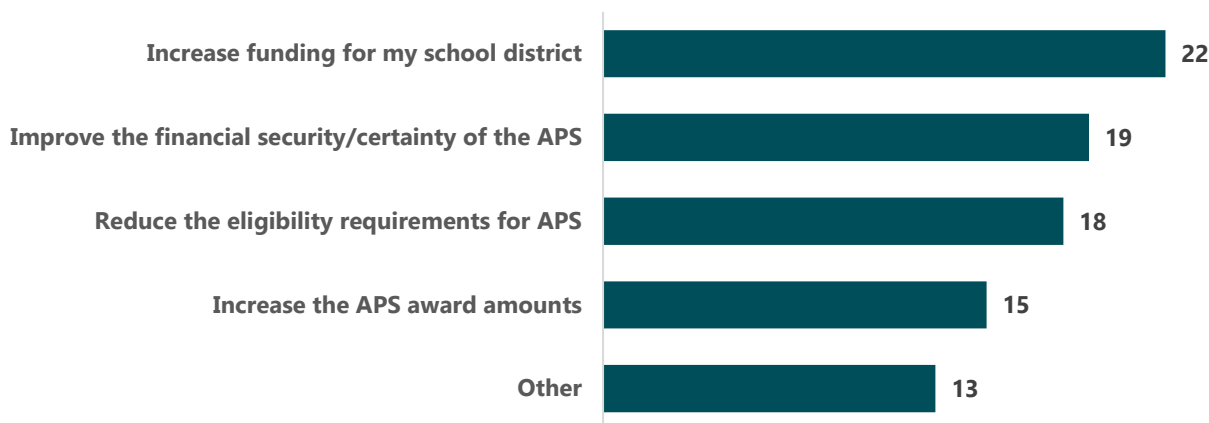 Increase funding for my school district 22
Improve the financial security/certainty of the APS 19
Reduce the eligibility requirements for APS 18
Increase the APS award amounts 15
Other 13